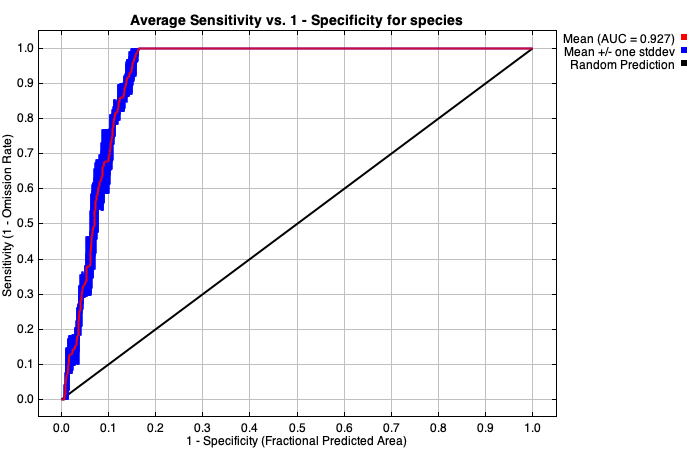 Average Sensitivity vs. 1 - Specificity for species
Mean (AUC = 0.927)
Mean +/- one stddev
Random Prediction
Sensitivity (1 - Omission Rate)
1.0
0.9
0.8
0.7
0.6
0.5
0.4
0.3
0.2
0.1
0.0
0.0 0.1 0.2 0.3 0.4 0.5 0.6 0.7 0.8 0.9 1.0
1 - Specificity (Fractional Predicted Area)